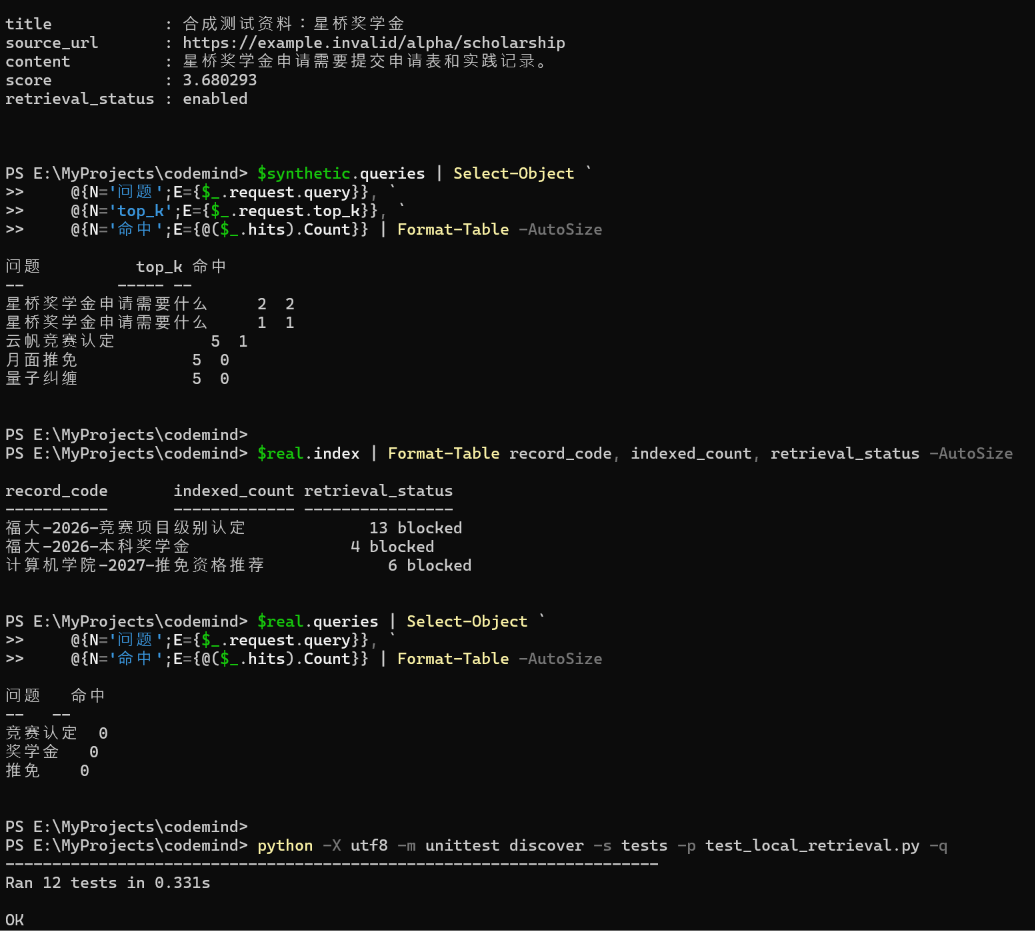 title            : 合成测试资料：星桥奖学金
source_url       : https://example.invalid/alpha/scholarship
content          : 星桥奖学金申请需要提交申请表和实践记录。
score            : 3.680293
retrieval_status : enabled
PS E:\MyProjects\codemind> $synthetic.queries | Select-Object `
>>     @{N='问题';E={$_.request.query}}, `
>>     @{N='top_k';E={$_.request.top_k}}, `
>>     @{N='命中';E={@($_.hits).Count}} | Format-Table -AutoSize
问题          top_k 命中
--          ----- --
星桥奖学金申请需要什么     2  2
星桥奖学金申请需要什么     1  1
云帆竞赛认定          5  1
月面推免            5  0
量子纠缠            5  0
PS E:\MyProjects\codemind>
PS E:\MyProjects\codemind> $real.index | Format-Table record_code, indexed_count, retrieval_status -AutoSize
record_code       indexed_count retrieval_status
-----------       ------------- ----------------
福大-2026-竞赛项目级别认定             13 blocked
福大-2026-本科奖学金                 4 blocked
计算机学院-2027-推免资格推荐             6 blocked
PS E:\MyProjects\codemind> $real.queries | Select-Object `
>>     @{N='问题';E={$_.request.query}}, `
>>     @{N='命中';E={@($_.hits).Count}} | Format-Table -AutoSize
问题   命中
--   --
竞赛认定  0
奖学金   0
推免    0
PS E:\MyProjects\codemind>
PS E:\MyProjects\codemind> python -X utf8 -m unittest discover -s tests -p test_local_retrieval.py -q
----------------------------------------------------------------------
Ran 12 tests in 0.331s
OK